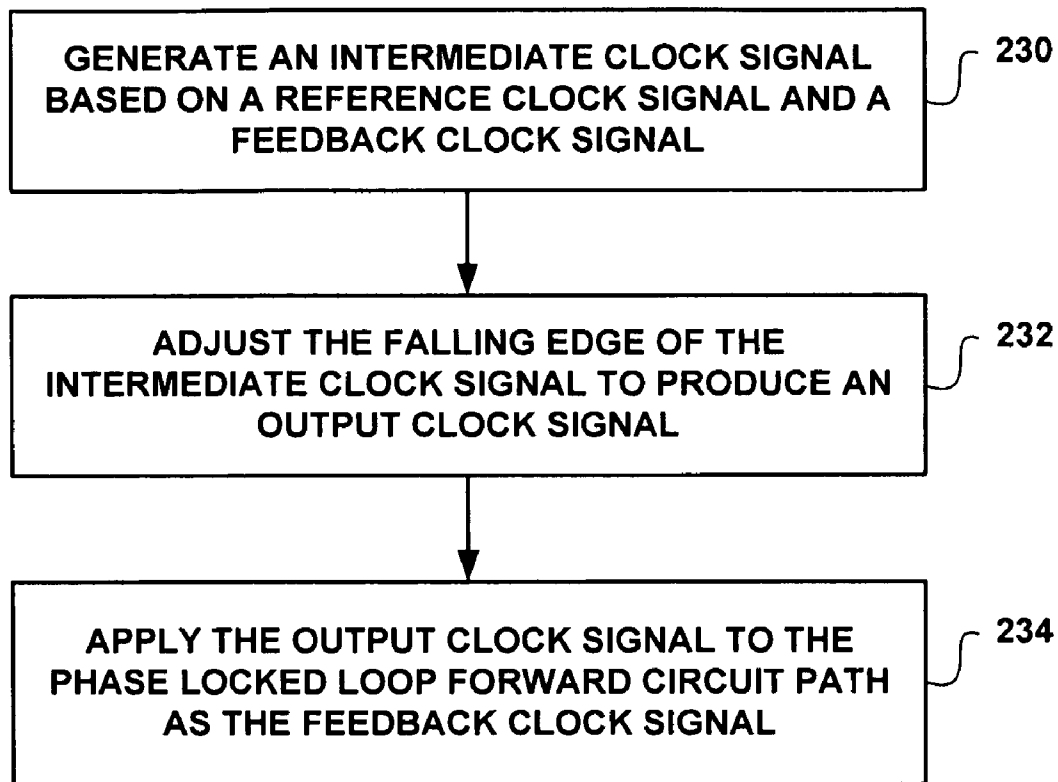 GENERATE AN INTERMEDIATE CLOCK SIGNAL
BASED ON A REFERENCE CLOCK SIGNAL AND A
FEEDBACK CLOCK SIGNAL
230
ADJUST THE FALLING EDGE OF THE
INTERMEDIATE CLOCK SIGNAL TO PRODUCE AN
OUTPUT CLOCK SIGNAL
232
APPLY THE OUTPUT CLOCK SIGNAL TO THE
PHASE LOCKED LOOP FORWARD CIRCUIT PATH
AS THE FEEDBACK CLOCK SIGNAL
234